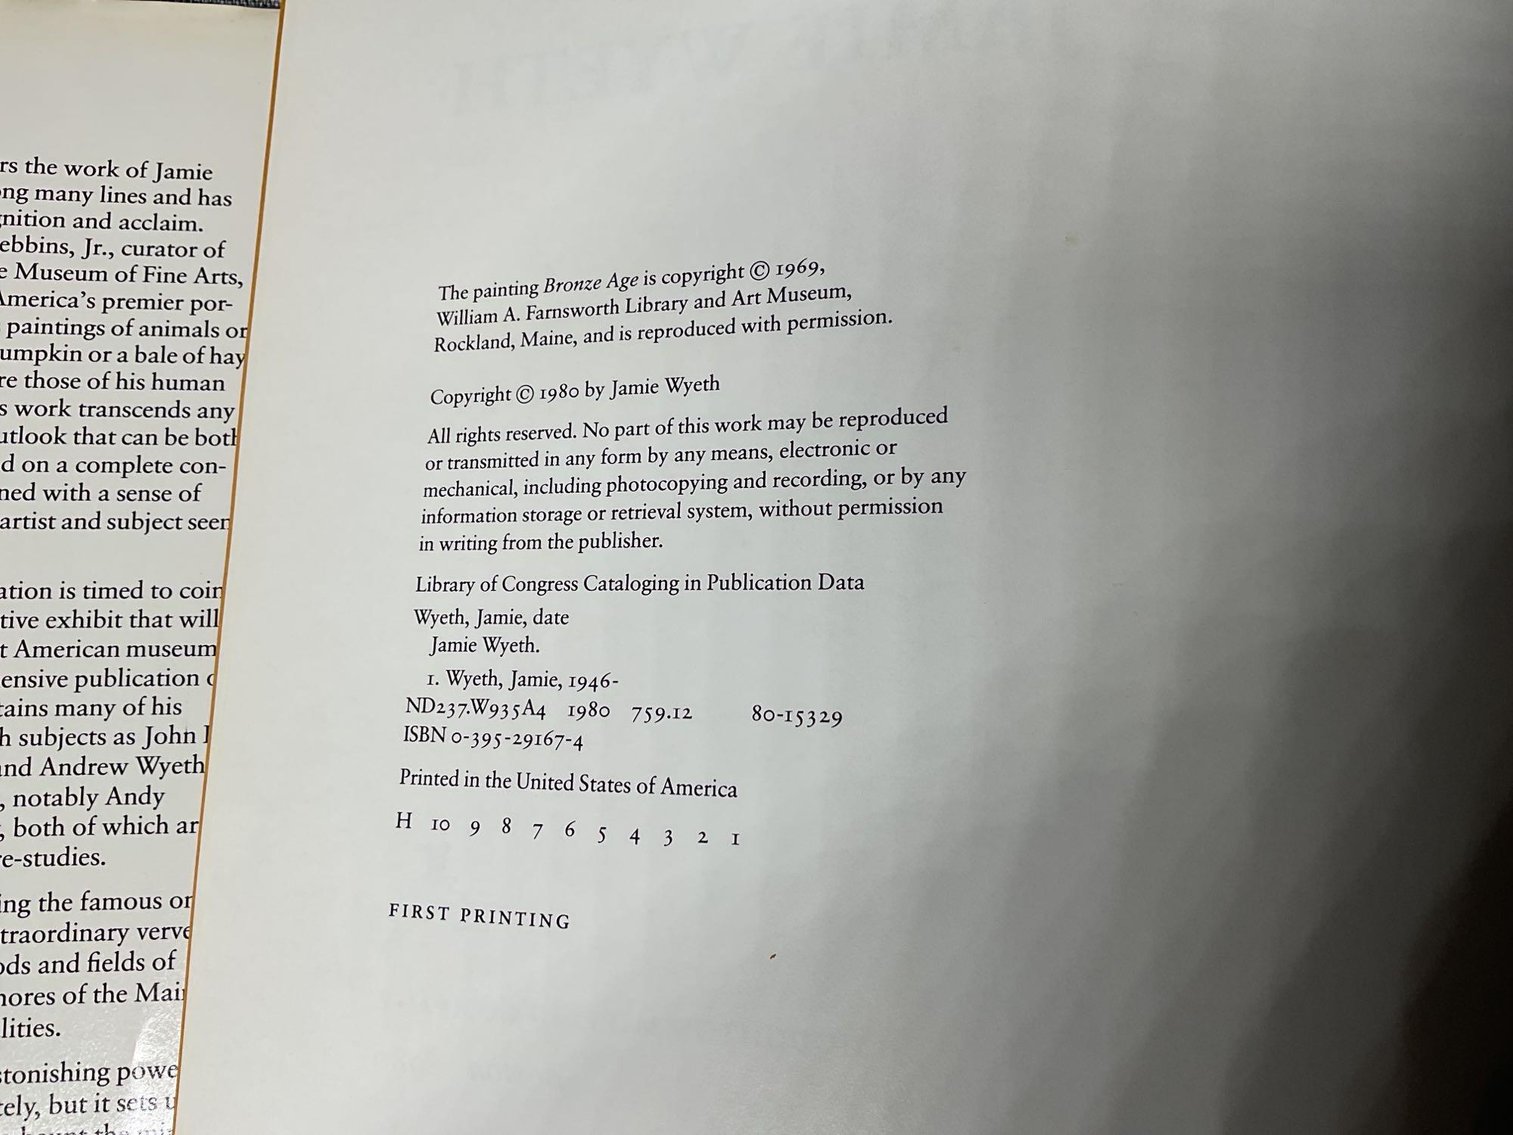 rs the work of Jamie
ong many lines and has
gnition and acclaim.
ebbins, Jr., curator of
e Museum of Fine Arts,
America's premier por-
paintings of animals or
umpkin or a bale of hay
re those of his human
s work transcends any
utlook that can be both
d on a complete con-
ned with a sense of
artist and subject seen
ation is timed to coin
tive exhibit that will
t American museum
ensive publication
tains many of his
h subjects as John
and Andrew Wyeth
, notably Andy
, both of which ar
re-studies.
ing the famous or
traordinary verve
ods and fields of
hores of the Main
lities.
stonishing powe
tely, but it sets u
The painting Bronze Age is copyright © 1969,
William A. Farnsworth Library and Art Museum,
Rockland, Maine, and is reproduced with permission.
Copyright © 1980 by Jamie Wyeth
All rights reserved. No part of this work may be reproduced
or transmitted in any form by any means, electronic or
mechanical, including photocopying and recording, or by any
information storage or retrieval system, without permission
in writing from the publisher.
Library of Congress Cataloging in Publication Data
Wyeth, Jamie, date
Jamie Wyeth.
1. Wyeth, Jamie, 1946-
ND237.W935A4 1980 759.12 80-15329
ISBN 0-395-29167-4
Printed in the United States of America
H 10 9 8 7 6 5 4 3 2 1
FIRST PRINTING